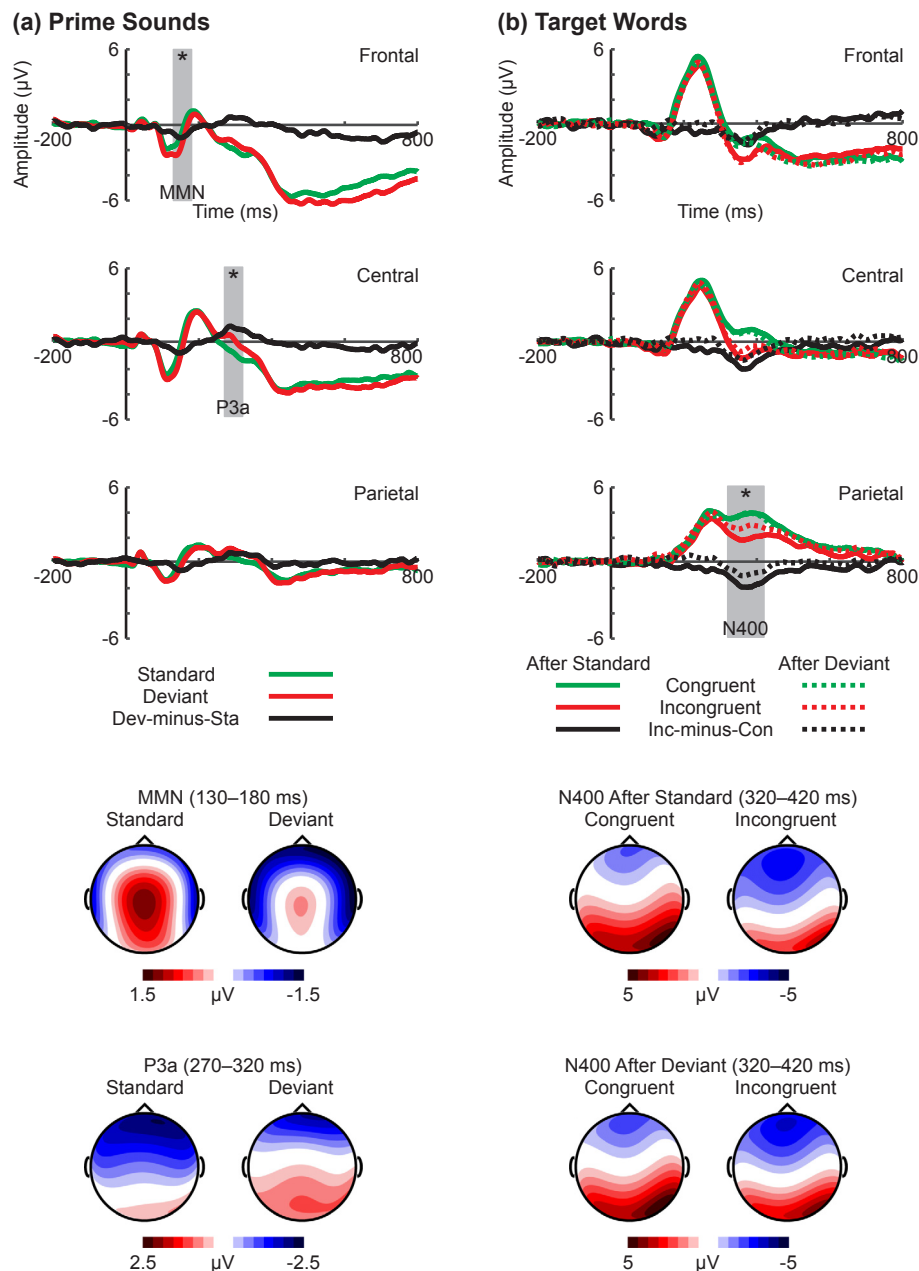 (a) Prime Sounds
6
*
Frontal
Amplitude (µV)
-200
800
-6
MMN
Time (ms)
6
*
Central
-200
800
-6
P3a
6
Parietal
-200
800
-6
Standard
Deviant
Dev-minus-Sta
MMN (130–180 ms)
Standard Deviant
1.5 µV -1.5
P3a (270–320 ms)
Standard Deviant
2.5 µV -2.5
(b) Target Words
6
Frontal
Amplitude (µV)
-200
800
-6
Time (ms)
6
Central
-200
800
-6
6
*
Parietal
-200
800
-6
N400
After Standard After Deviant
Congruent
Incongruent
Inc-minus-Con
N400 After Standard (320–420 ms)
Congruent Incongruent
5 µV -5
N400 After Deviant (320–420 ms)
Congruent Incongruent
5 µV -5